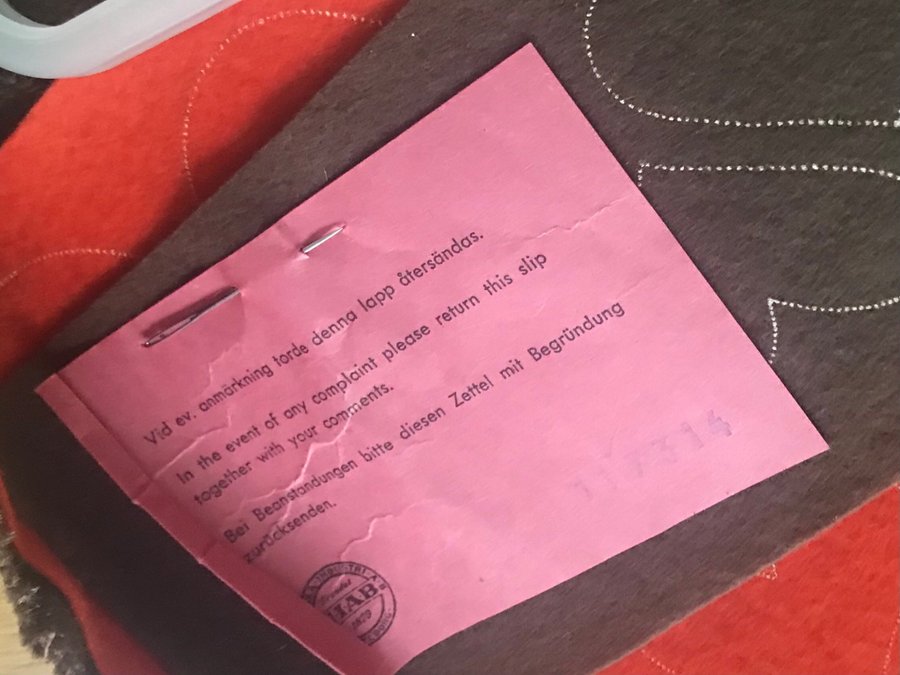 Vid ev. anmärkning torde denna lapp återsändas.
In the event of any complaint please return this slip
together with your comments.
Bei Beanstandungen bitte diesen Zettel mit Begründung
zurücksenden.
117314